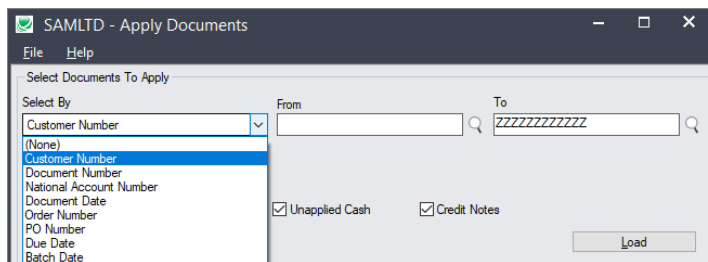 SAMLTD - Apply Documents
File Help
Select Documents To Apply
Select By From To
Customer Number ZZZZZZZZZZZZ
(None)
Customer Number
Document Number
National Account Number
Document Date
Order Number
PO Number
Due Date
Batch Date
Unapplied Cash Credit Notes
Load